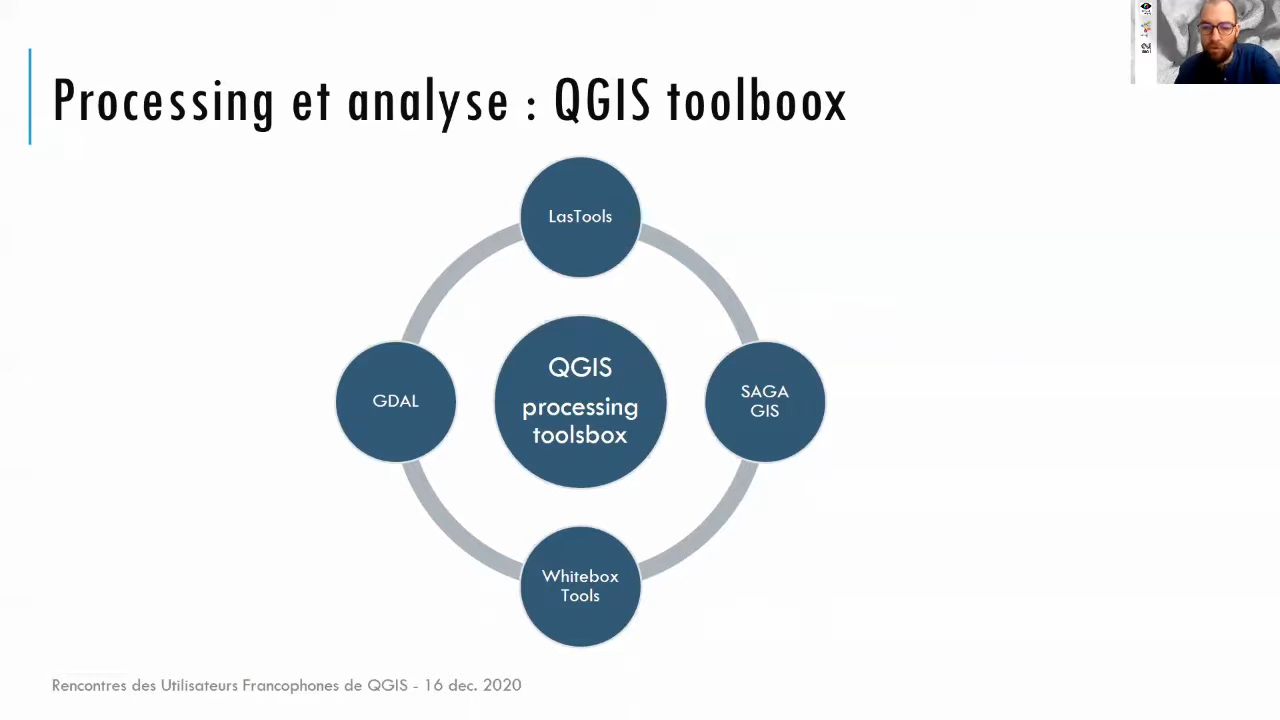 Processing et analyse : QGIS toolboox
LasTools
GDAL
QGIS
processing
toolsbox
SAGA
GIS
Whitebox
Tools
Rencontres des Utilisateurs Francophones de QGIS - 16 dec. 2020